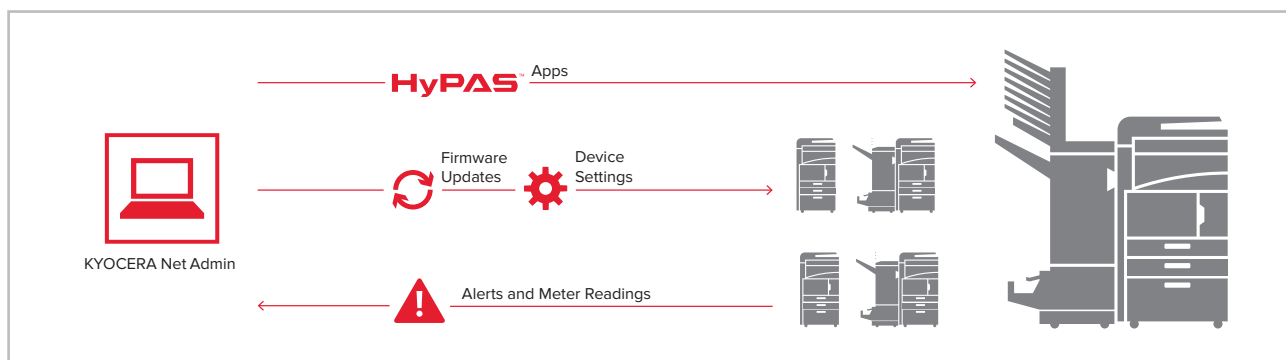 HyPAS™ Apps
Firmware
Updates
Device
Settings
KYOCERA Net Admin
Alerts and Meter Readings